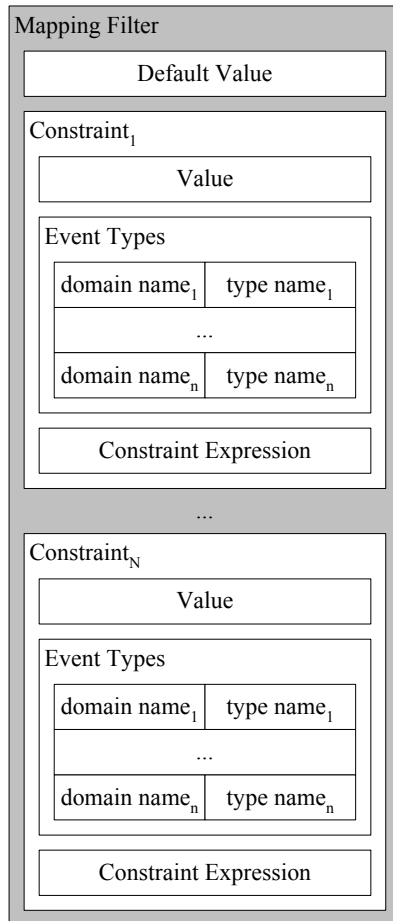 Mapping Filter
Default Value
Constraint₁
Value
Event Types
domain name₁ type name₁
...
domain nameₙ type nameₙ
Constraint Expression
...
Constraint_N
Value
Event Types
domain name₁ type name₁
...
domain nameₙ type nameₙ
Constraint Expression